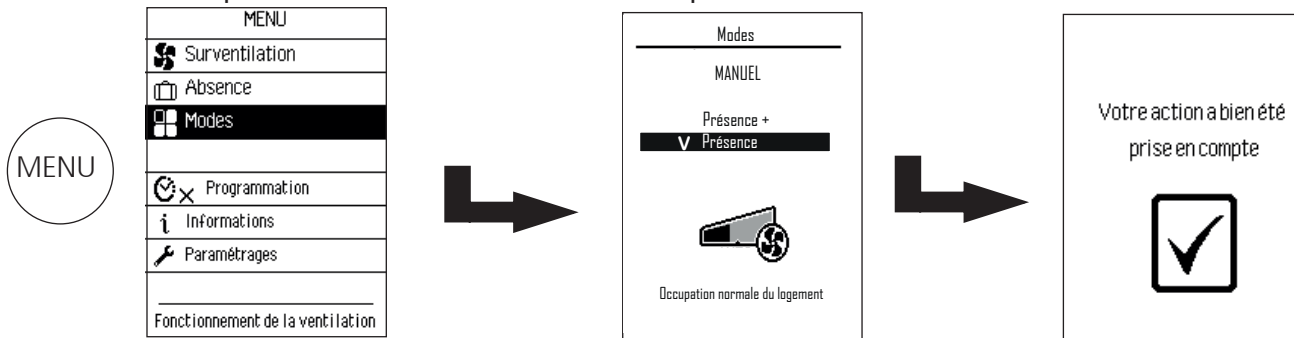 MENU
MENU
Surventilation
Absence
Modes
Programmation
i Informations
Paramétrages
Fonctionnement de la ventilation
Modes
MANUEL
Présence +
V Présence
Occupation normale du logement
Votre action a bien été
prise en compte